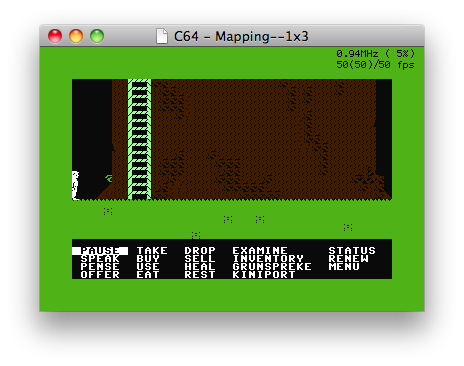 C64 - Mapping--1x3
0.94MHz ( 5%)
50(50)/50 fps
PAUSE TAKE DROP EXAMINE STATUS
SPEAK BUY SELL INVENTORY RENEW
PENSE USE HEAL GRUNSPREKE MENU
OFFER EAT REST KINIPORT